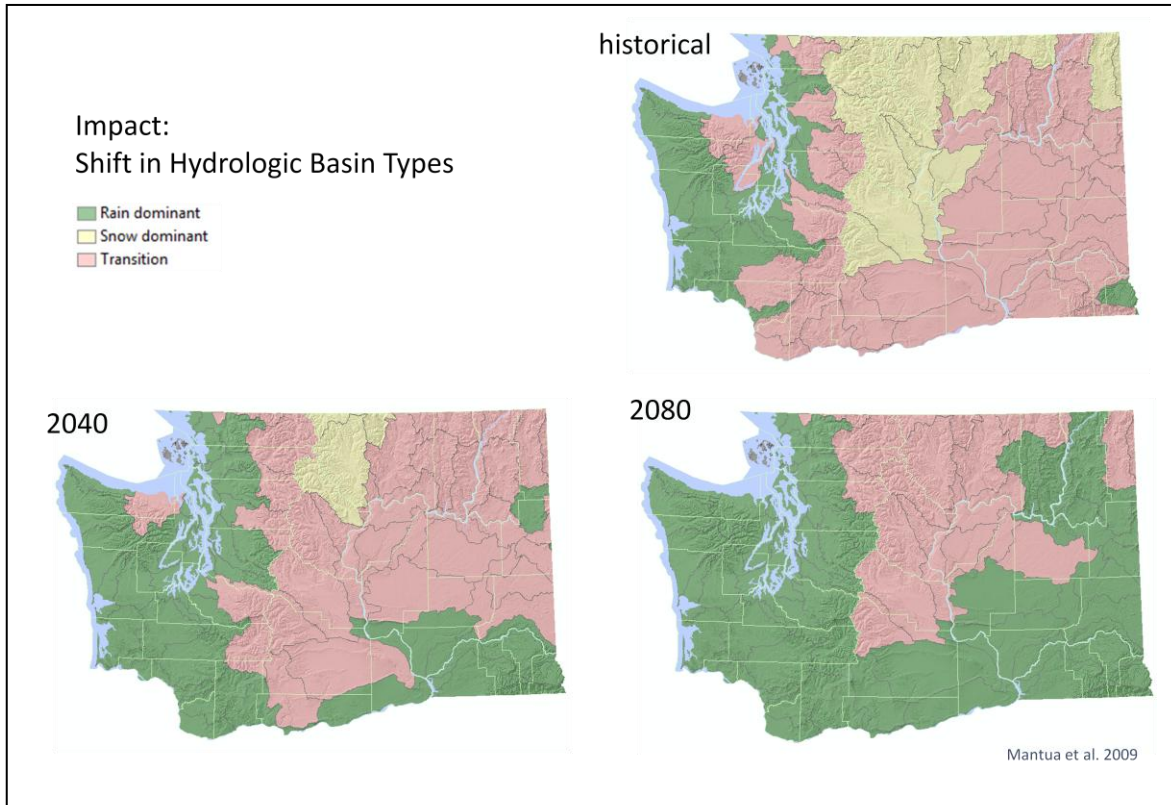 historical
Impact:
Shift in Hydrologic Basin Types
Rain dominant
Snow dominant
Transition
2040
2080
Mantua et al. 2009